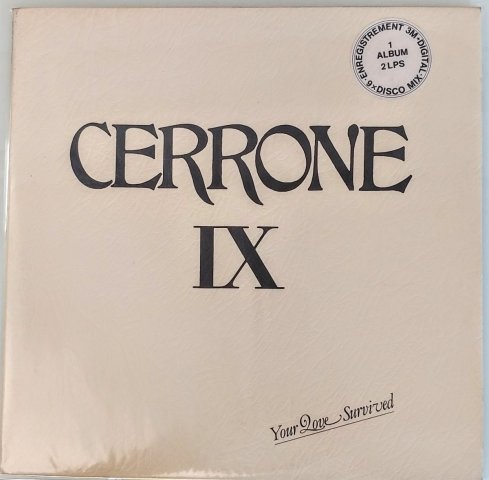 ENREGISTREMENT 3M•DIGITAL•
9×DISCO MIX•
1
ALBUM
2 LPS
CERRONE
IX
Your Love Survived